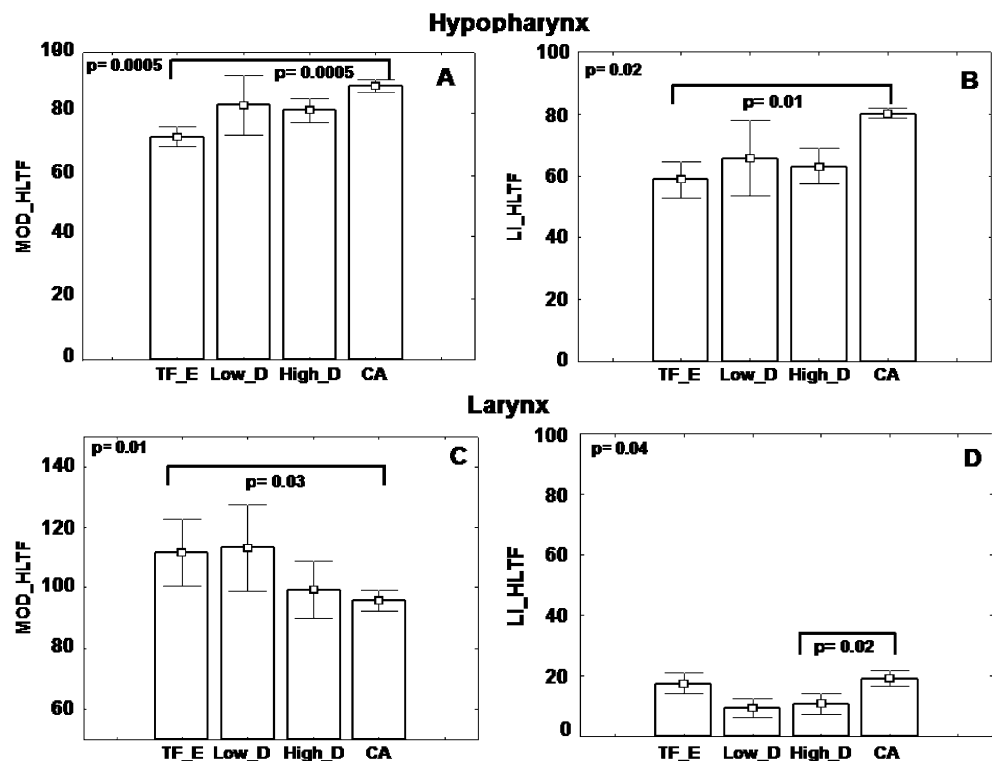 Hypopharynx
100
80
60
40
20
0
MOD_HLTF
p= 0.0005
p= 0.0005
A
TF_E Low_D High_D CA
100
80
60
40
20
0
LI_HLTF
p= 0.02
p= 0.01
B
TF_E Low_D High_D CA
Larynx
140
120
100
80
60
MOD_HLTF
p= 0.01
p= 0.03
C
TF_E Low_D High_D CA
100
80
60
40
20
0
LI_HLTF
p= 0.04
p= 0.02
D
TF_E Low_D High_D CA